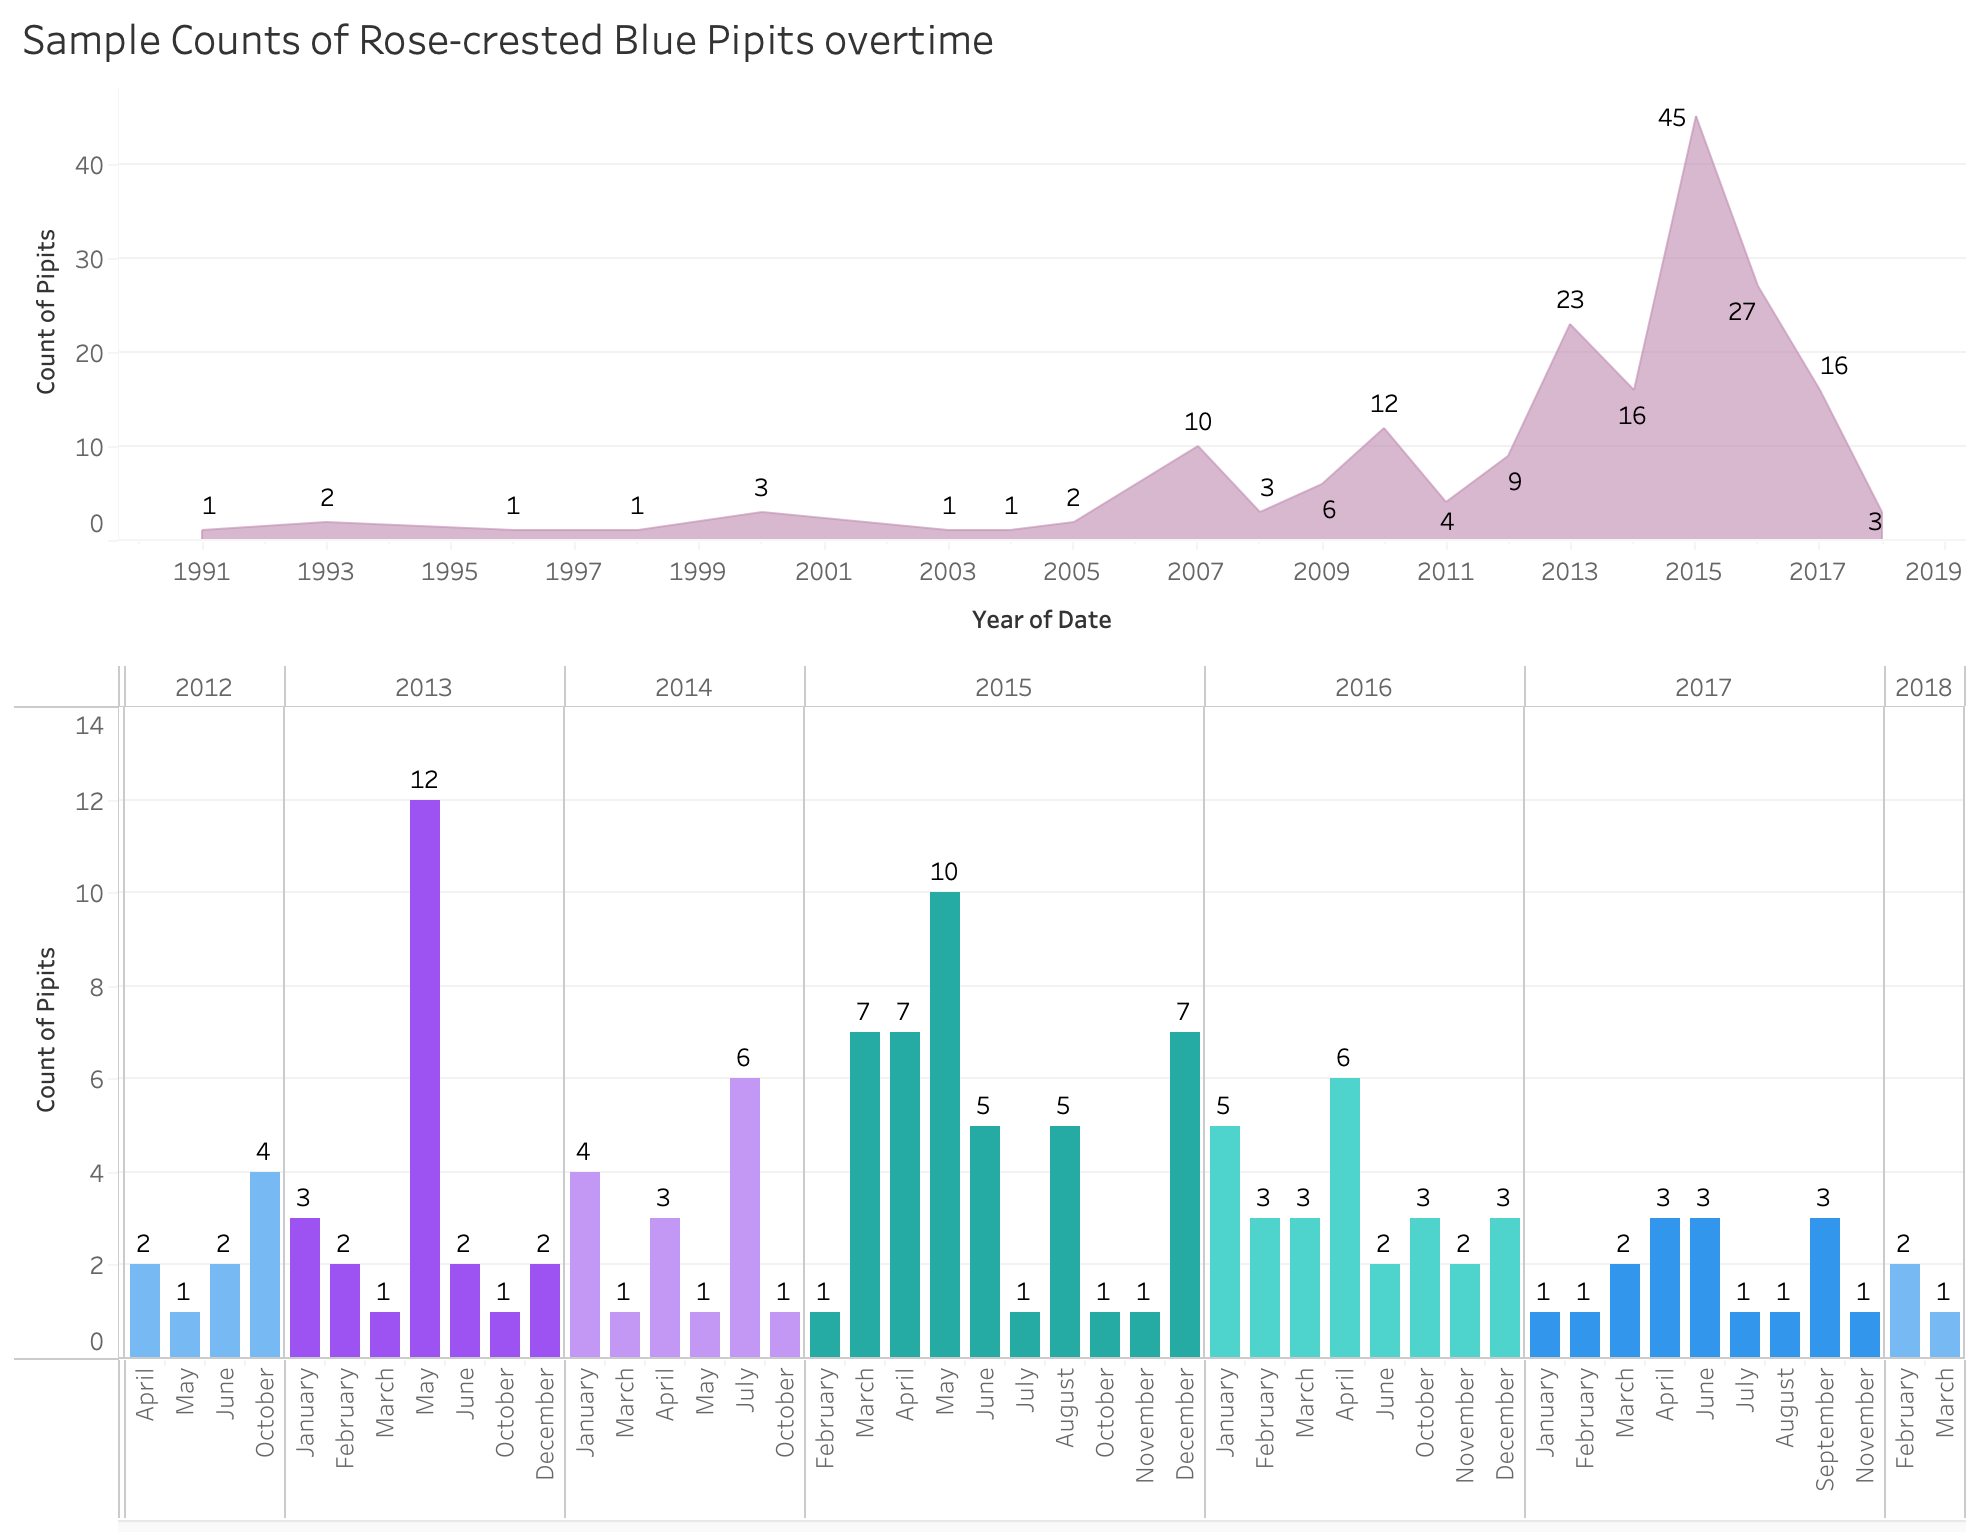 Sample Counts of Rose-crested Blue Pipits overtime
Count of Pipits
40
30
20
10
0
1 2 1 1 3 1 1 2 10 3 6 12 4 9 23 16 45 27 16 3
1991 1993 1995 1997 1999 2001 2003 2005 2007 2009 2011 2013 2015 2017 2019
Year of Date
2012 2013 2014 2015 2016 2017 2018
Count of Pipits
14
12
10
8
6
4
2
0
2 1 2 4 3 2 1 12 2 1 2 4 1 3 1 6 1 1 7 7 10 5 1 5 1 1 7 5 3 3 6 2 3 2 3 1 1 2 3 3 1 1 3 1 2 1
April May June October January February March May June October December January March April May July October February March April May June July August October November December January February March April June October November December January February March April June July August September November February March